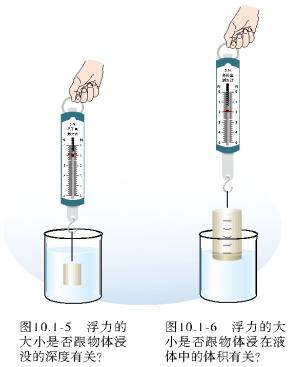 图10.1-5 浮力的
大小是否跟物体浸
没的深度有关?
图10.1-6 浮力的大
小是否跟物体浸在液
体中的体积有关?